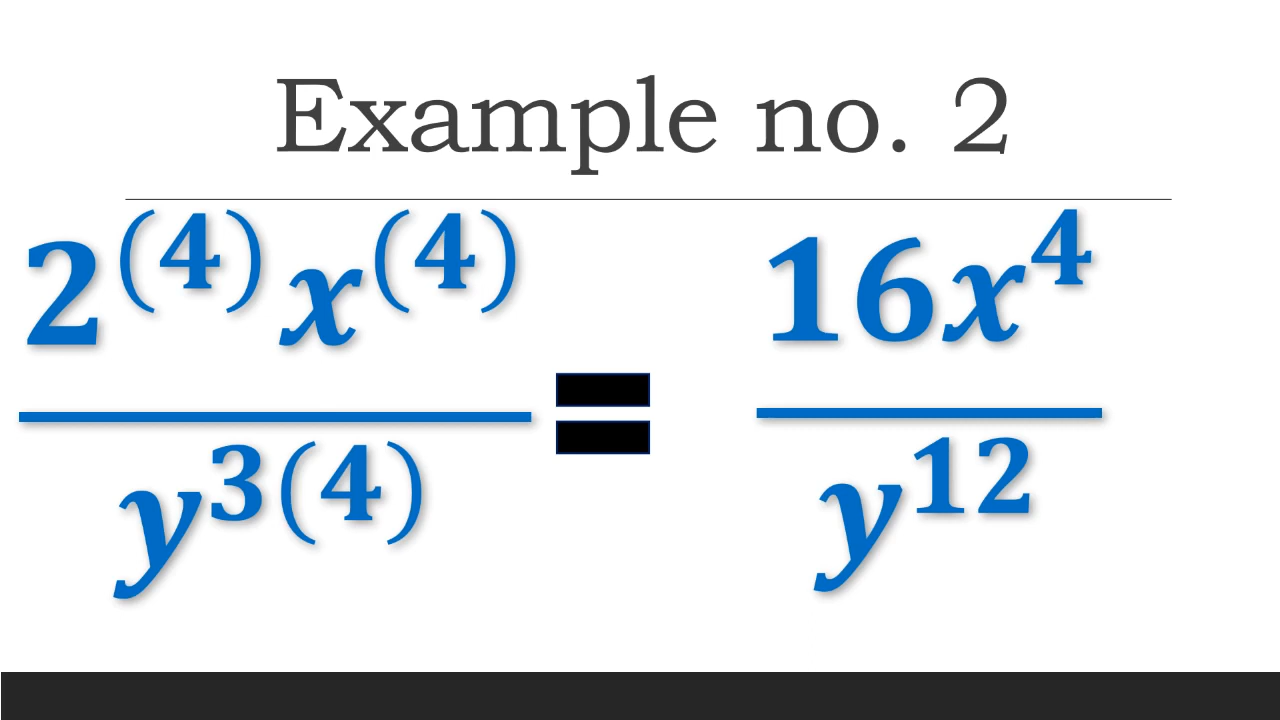 Example no. 2
2^(4) x^(4) / y^3(4) = 16x^4 / y^12